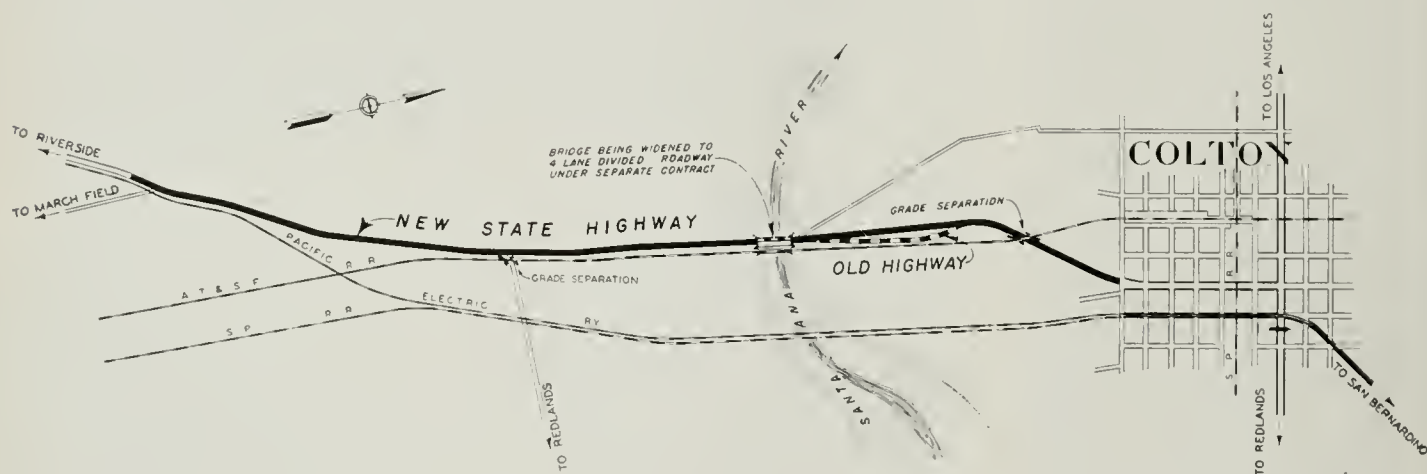 TO RIVERSIDE
TO MARCH FIELD
BRIDGE BEING WIDENED TO
4 LANE DIVIDED ROADWAY
UNDER SEPARATE CONTRACT
RIVER
TO LOS ANGELES
COLTON
GRADE SEPARATION
NEW STATE HIGHWAY
OLD HIGHWAY
PACIFIC
ELECTRIC
RY
A T & S F R R
GRADE SEPARATION
S P R R
SANTA
ANA
S P
R R
TO REDLANDS
TO REDLANDS
TO SAN BERNARDINO